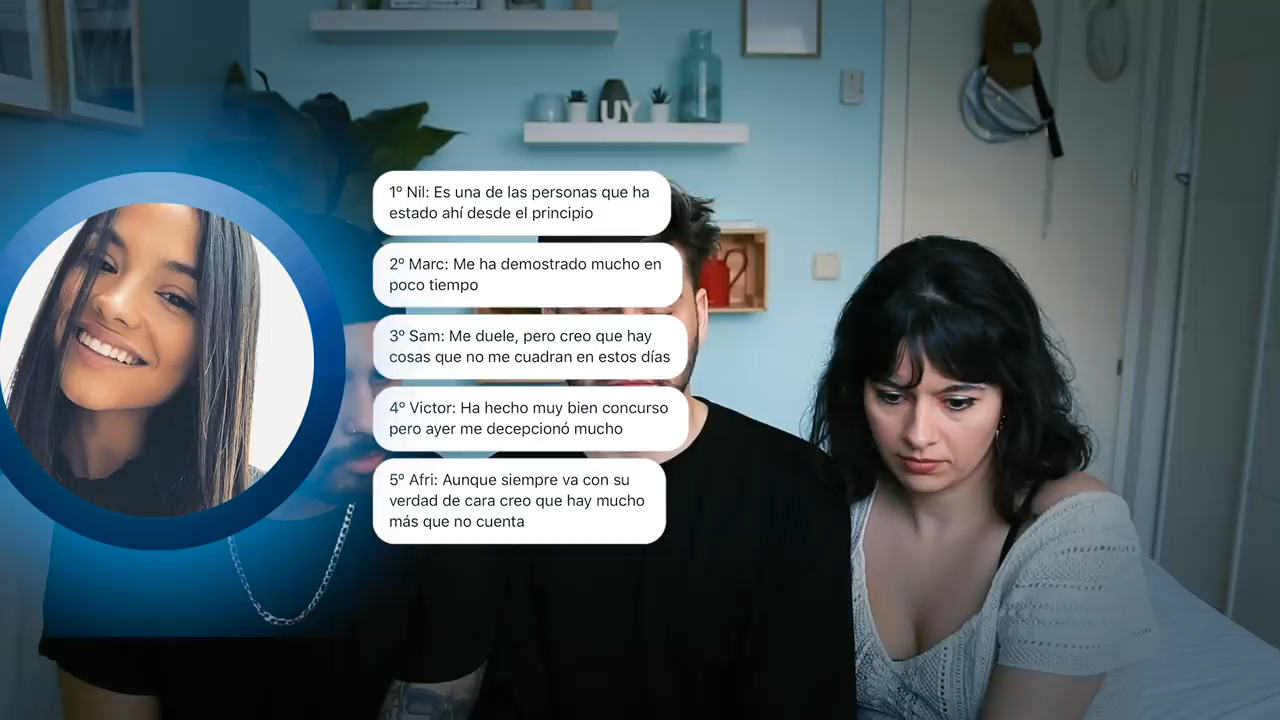 UY
1º Nil: Es una de las personas que ha
estado ahí desde el principio
2º Marc: Me ha demostrado mucho en
poco tiempo
3º Sam: Me duele, pero creo que hay
cosas que no me cuadran en estos días
4º Victor: Ha hecho muy bien concurso
pero ayer me decepcionó mucho
5º Afri: Aunque siempre va con su
verdad de cara creo que hay mucho
más que no cuenta